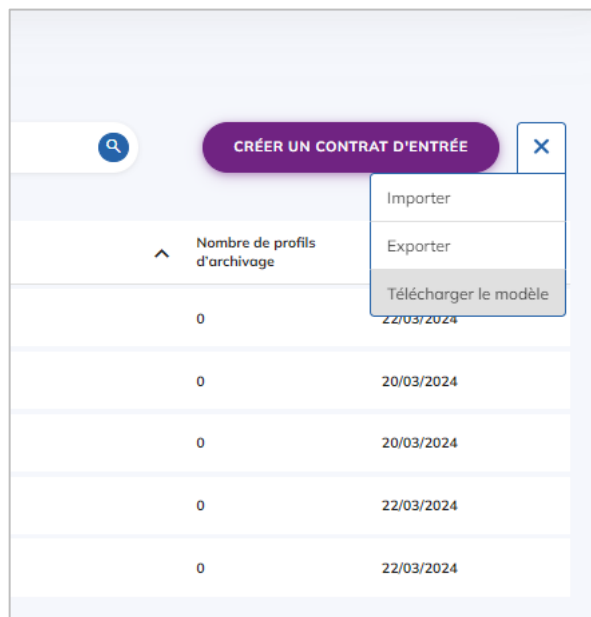 CRÉER UN CONTRAT D'ENTRÉE
Importer
Exporter
Télécharger le modèle
Nombre de profils
d'archivage
0
22/03/2024
0
20/03/2024
0
20/03/2024
0
22/03/2024
0
22/03/2024